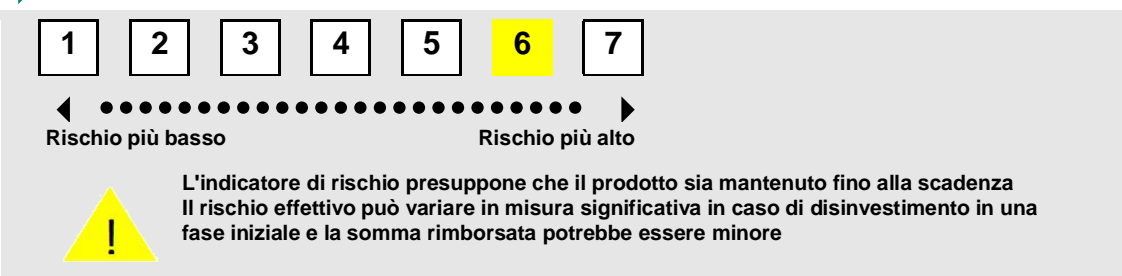 1 2 3 4 5 6 7
Rischio più basso Rischio più alto
L'indicatore di rischio presuppone che il prodotto sia mantenuto fino alla scadenza
Il rischio effettivo può variare in misura significativa in caso di disinvestimento in una
! fase iniziale e la somma rimborsata potrebbe essere minore